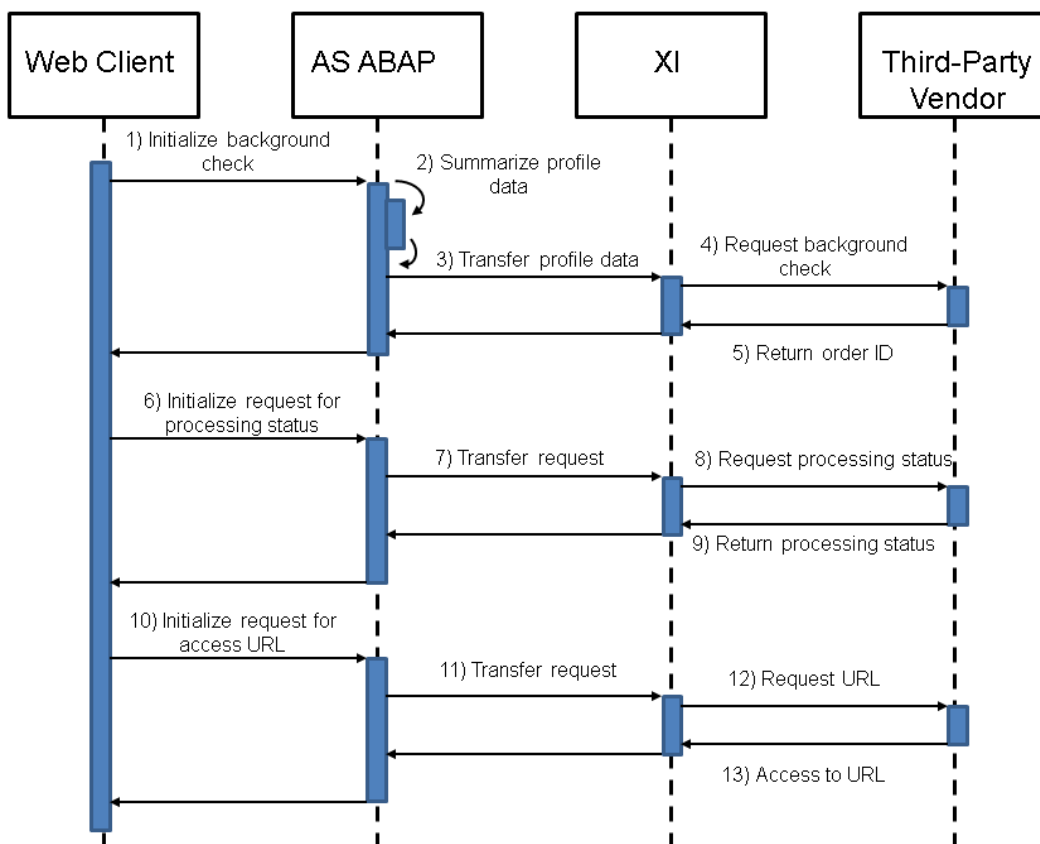 Web Client
AS ABAP
XI
Third-Party
Vendor
1) Initialize background
check
2) Summarize profile
data
3) Transfer profile data
4) Request background
check
5) Return order ID
6) Initialize request for
processing status
7) Transfer request
8) Request processing status
9) Return processing status
10) Initialize request for
access URL
11) Transfer request
12) Request URL
13) Access to URL